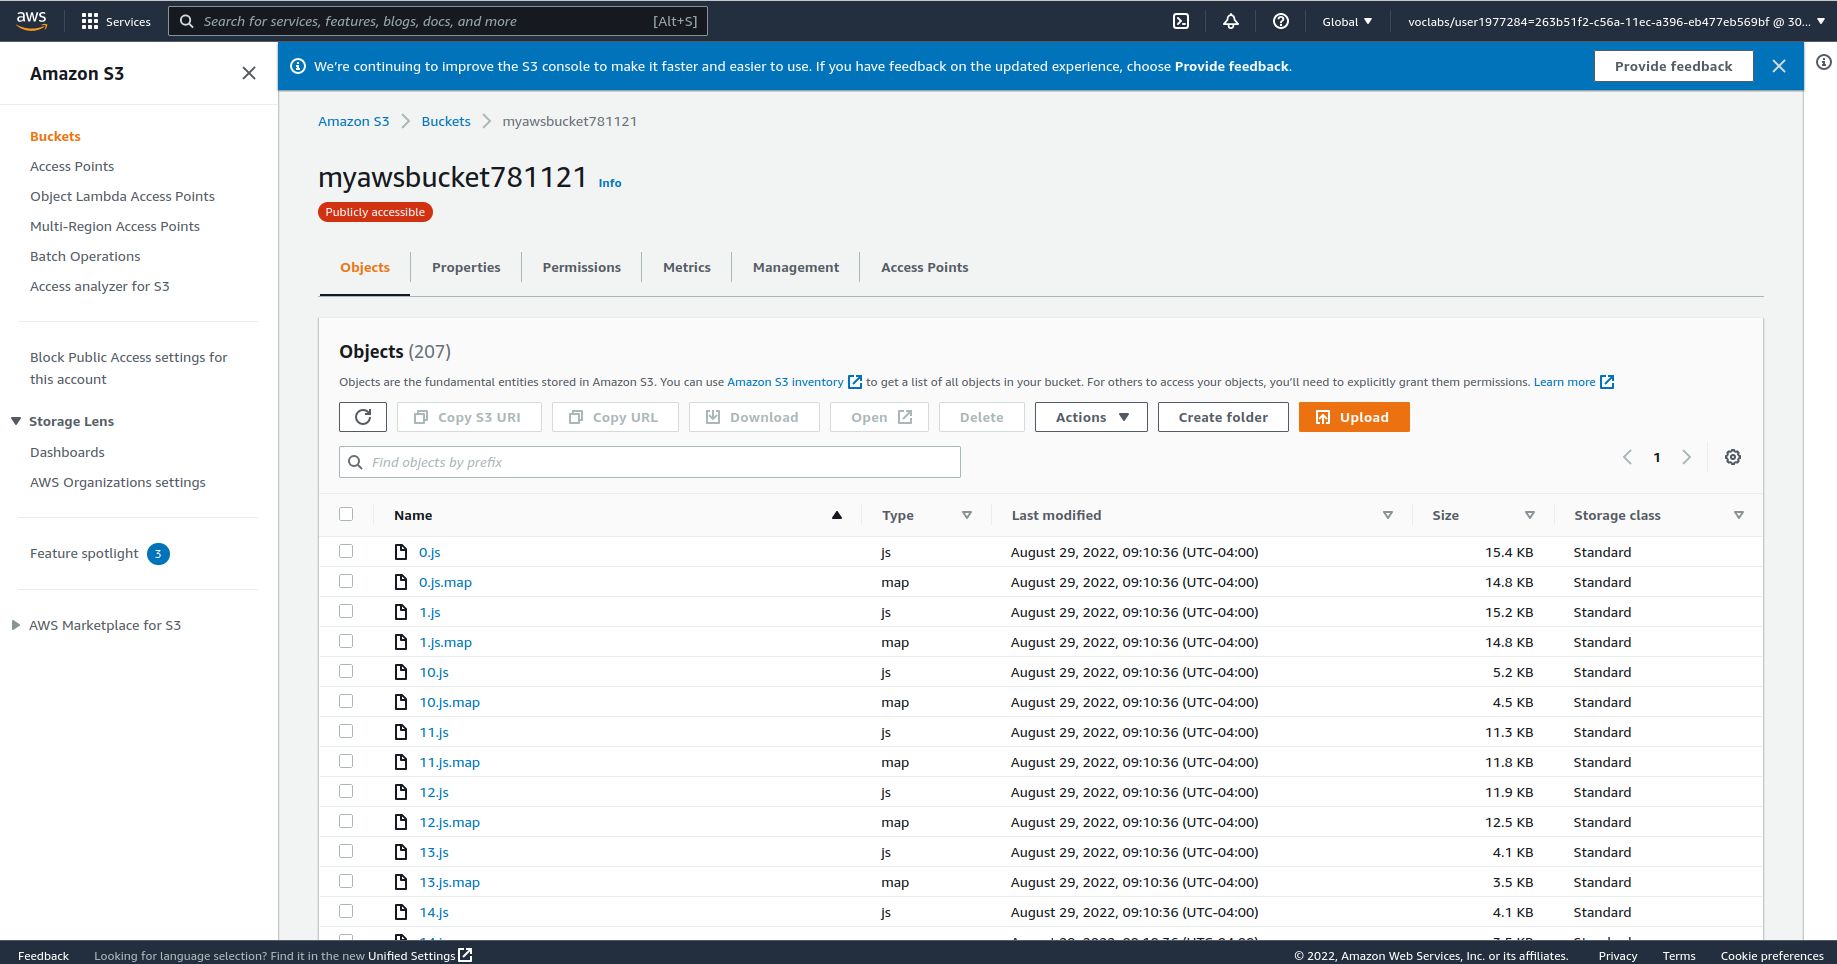 aws Services Search for services, features, blogs, docs, and more [Alt+S] Global voclabs/user1977284=263b51f2-c56a-11ec-a396-eb477eb569bf @ 30...
Amazon S3
We're continuing to improve the S3 console to make it faster and easier to use. If you have feedback on the updated experience, choose Provide feedback. Provide feedback
Buckets
Access Points
Object Lambda Access Points
Multi-Region Access Points
Batch Operations
Access analyzer for S3
Block Public Access settings for
this account
Storage Lens
Dashboards
AWS Organizations settings
Feature spotlight 3
AWS Marketplace for S3
Amazon S3 Buckets myawsbucket781121
myawsbucket781121 Info
Publicly accessible
Objects Properties Permissions Metrics Management Access Points
Objects (207)
Objects are the fundamental entities stored in Amazon S3. You can use Amazon S3 inventory to get a list of all objects in your bucket. For others to access your objects, you'll need to explicitly grant them permissions. Learn more
Copy S3 URI Copy URL Download Open Delete Actions Create folder Upload
Find objects by prefix 1
Name Type Last modified Size Storage class
0.js js August 29, 2022, 09:10:36 (UTC-04:00) 15.4 KB Standard
0.js.map map August 29, 2022, 09:10:36 (UTC-04:00) 14.8 KB Standard
1.js js August 29, 2022, 09:10:36 (UTC-04:00) 15.2 KB Standard
1.js.map map August 29, 2022, 09:10:36 (UTC-04:00) 14.8 KB Standard
10.js js August 29, 2022, 09:10:36 (UTC-04:00) 5.2 KB Standard
10.js.map map August 29, 2022, 09:10:36 (UTC-04:00) 4.5 KB Standard
11.js js August 29, 2022, 09:10:36 (UTC-04:00) 11.3 KB Standard
11.js.map map August 29, 2022, 09:10:36 (UTC-04:00) 11.8 KB Standard
12.js js August 29, 2022, 09:10:36 (UTC-04:00) 11.9 KB Standard
12.js.map map August 29, 2022, 09:10:36 (UTC-04:00) 12.5 KB Standard
13.js js August 29, 2022, 09:10:36 (UTC-04:00) 4.1 KB Standard
13.js.map map August 29, 2022, 09:10:36 (UTC-04:00) 3.5 KB Standard
14.js js August 29, 2022, 09:10:36 (UTC-04:00) 4.1 KB Standard
Feedback Looking for language selection? Find it in the new Unified Settings © 2022, Amazon Web Services, Inc. or its affiliates. Privacy Terms Cookie preferences